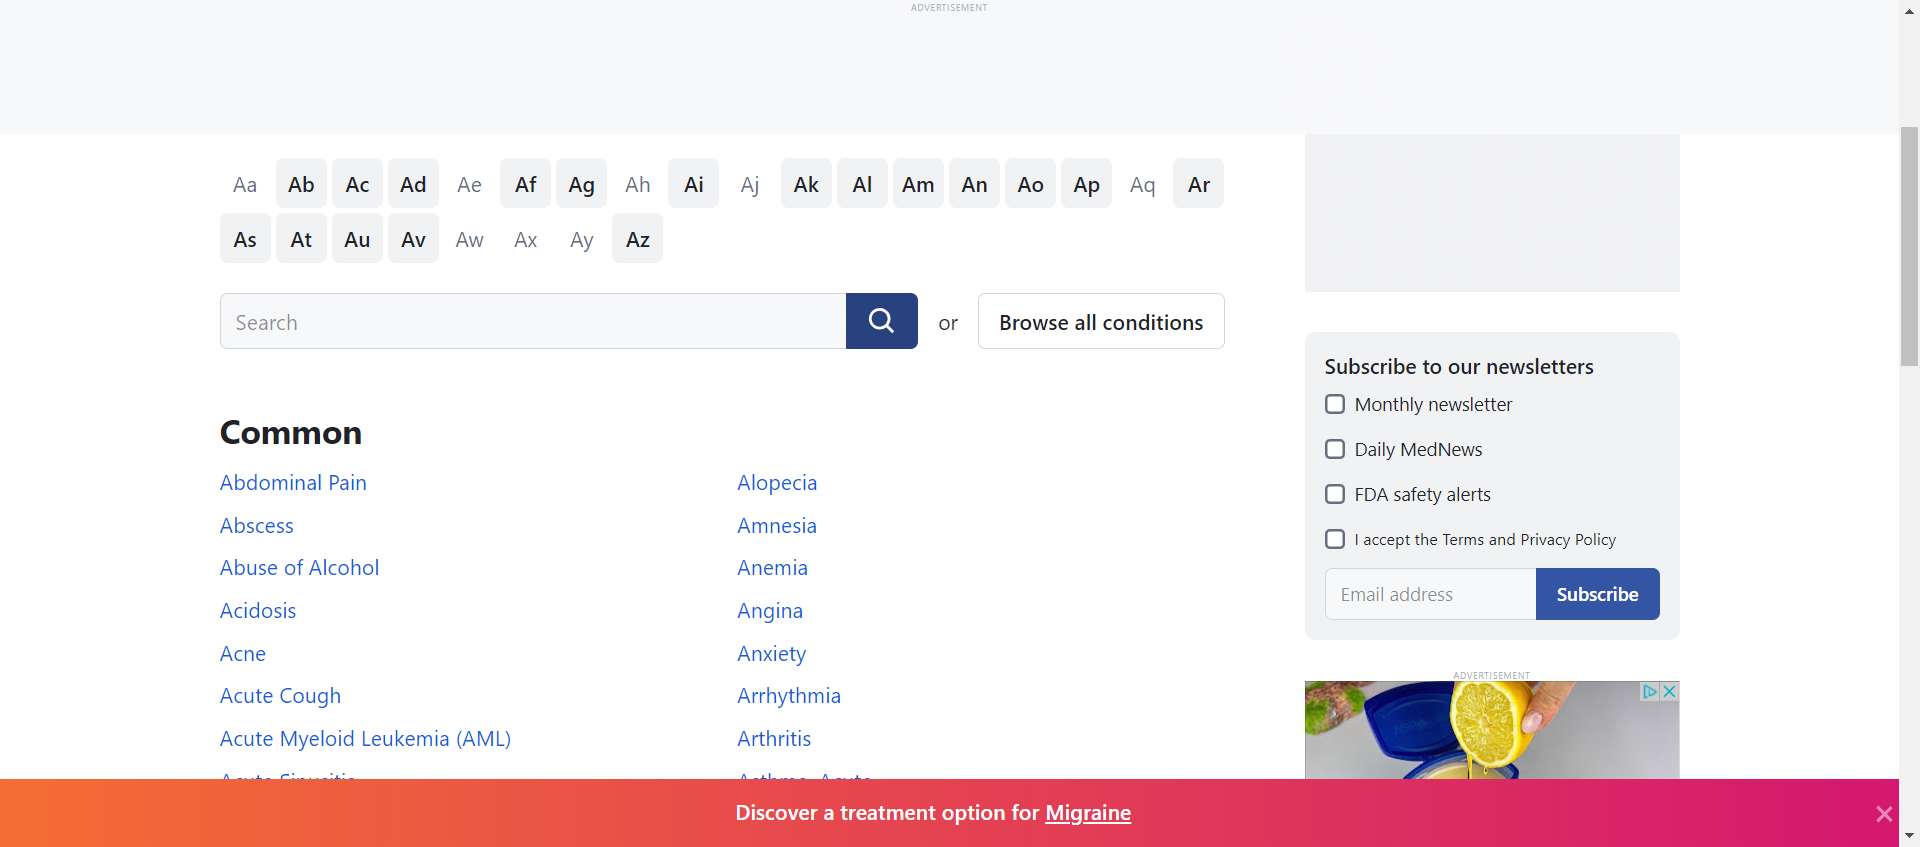 ADVERTISEMENT
Aa Ab Ac Ad Ae Af Ag Ah Ai Aj Ak Al Am An Ao Ap Aq Ar
As At Au Av Aw Ax Ay Az
Search
or
Browse all conditions
Common
Abdominal Pain
Abscess
Abuse of Alcohol
Acidosis
Acne
Acute Cough
Acute Myeloid Leukemia (AML)
Acute Sinusitis
Alopecia
Amnesia
Anemia
Angina
Anxiety
Arrhythmia
Arthritis
Asthma, Acute
Subscribe to our newsletters
Monthly newsletter
Daily MedNews
FDA safety alerts
I accept the Terms and Privacy Policy
Email address
Subscribe
ADVERTISEMENT
Discover a treatment option for Migraine